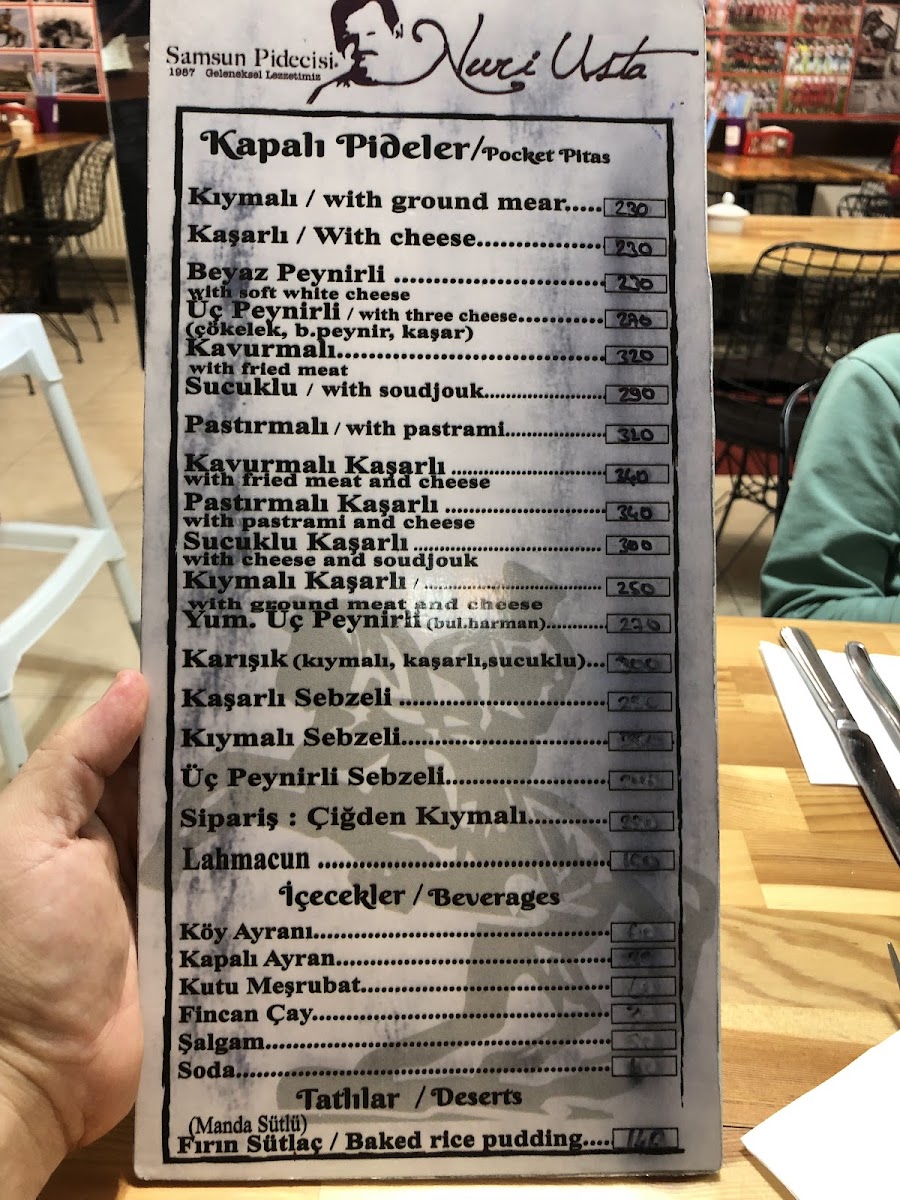 Samsun Pidecisi
1987 Geleneksel Lezzetimiz
Nuri Usta
Kapalı Pideler/Pocket Pitas
Kıymalı / with ground mear..... 230
Kaşarlı / With cheese................ 230
Beyaz Peynirli ........................... 230
with soft white cheese
Üç Peynirli / with three cheese............. 270
(çökelek, b.peynir, kaşar)
Kavurmalı................................... 320
with fried meat
Sucuklu / with soudjouk................. 290
Pastırmalı / with pastrami.............. 320
Kavurmalı Kaşarlı .................... 340
with fried meat and cheese
Pastırmalı Kaşarlı ..................... 340
with pastrami and cheese
Sucuklu Kaşarlı .......................... 300
with cheese and soudjouk
Kıymalı Kaşarlı / ......................... 250
with ground meat and cheese
Yum. Üç Peynirli (bul.harman)......... 270
Karışık (kıymalı, kaşarlı,sucuklu)... 300
Kaşarlı Sebzeli ..........................
Kıymalı Sebzeli..........................
Üç Peynirli Sebzeli....................
Sipariş : Çiğden Kıymalı..........
Lahmacun ....................................
İçecekler / Beverages
Köy Ayranı....................................
Kapalı Ayran.................................
Kutu Meşrubat.............................
Fincan Çay....................................
Şalgam...........................................
Soda...............................................
Tatlılar / Deserts
(Manda Sütlü)
Fırın Sütlaç / Baked rice pudding....